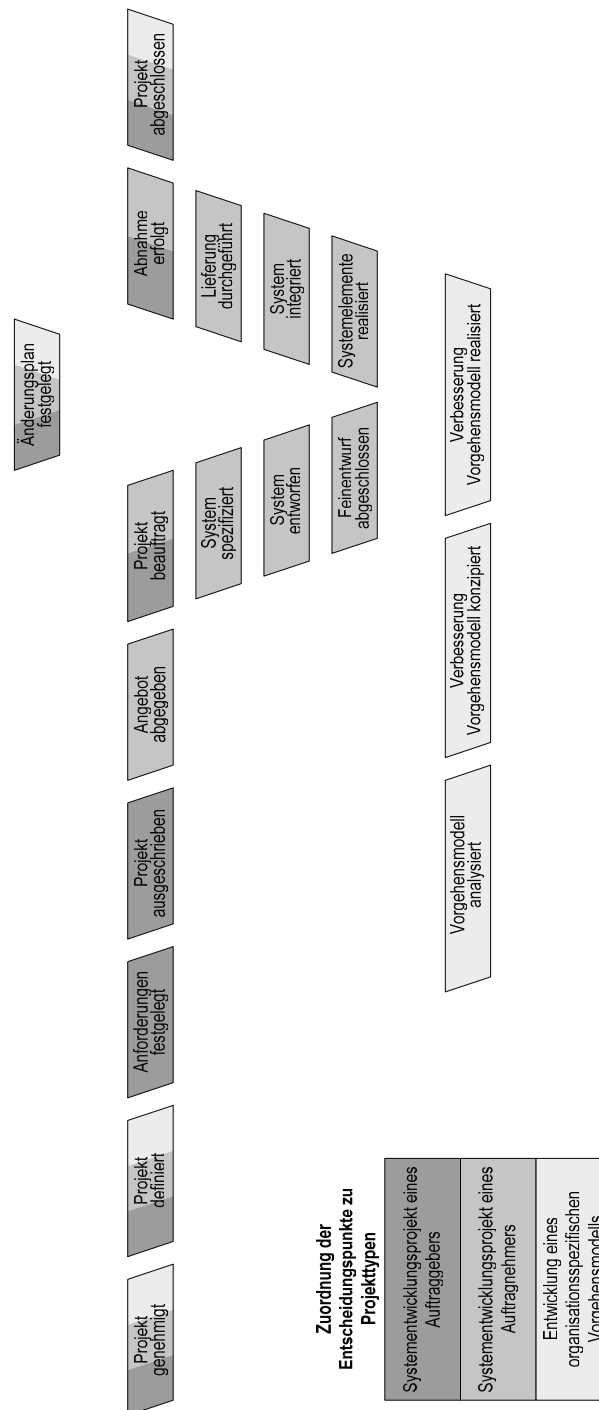 Änderungsplan
festgelegt
Projekt
genehmigt
Projekt
definiert
Anforderungen
festgelegt
Projekt
ausgeschrieben
Angebot
abgegeben
Projekt
beauftragt
Abnahme
erfolgt
Projekt
abgeschlossen
System
spezifiziert
Lieferung
durchgeführt
System
entworfen
System
integriert
Feinentwurf
abgeschlossen
Systemelemente
realisiert
Vorgehensmodell
analysiert
Verbesserung
Vorgehensmodell konzipiert
Verbesserung
Vorgehensmodell realisiert
Zuordnung der
Entscheidungspunkte zu
Projekttypen
Systementwicklungsprojekt eines
Auftraggebers
Systementwicklungsprojekt eines
Auftragnehmers
Entwicklung eines
organisationsspezifischen
Vorgehensmodells